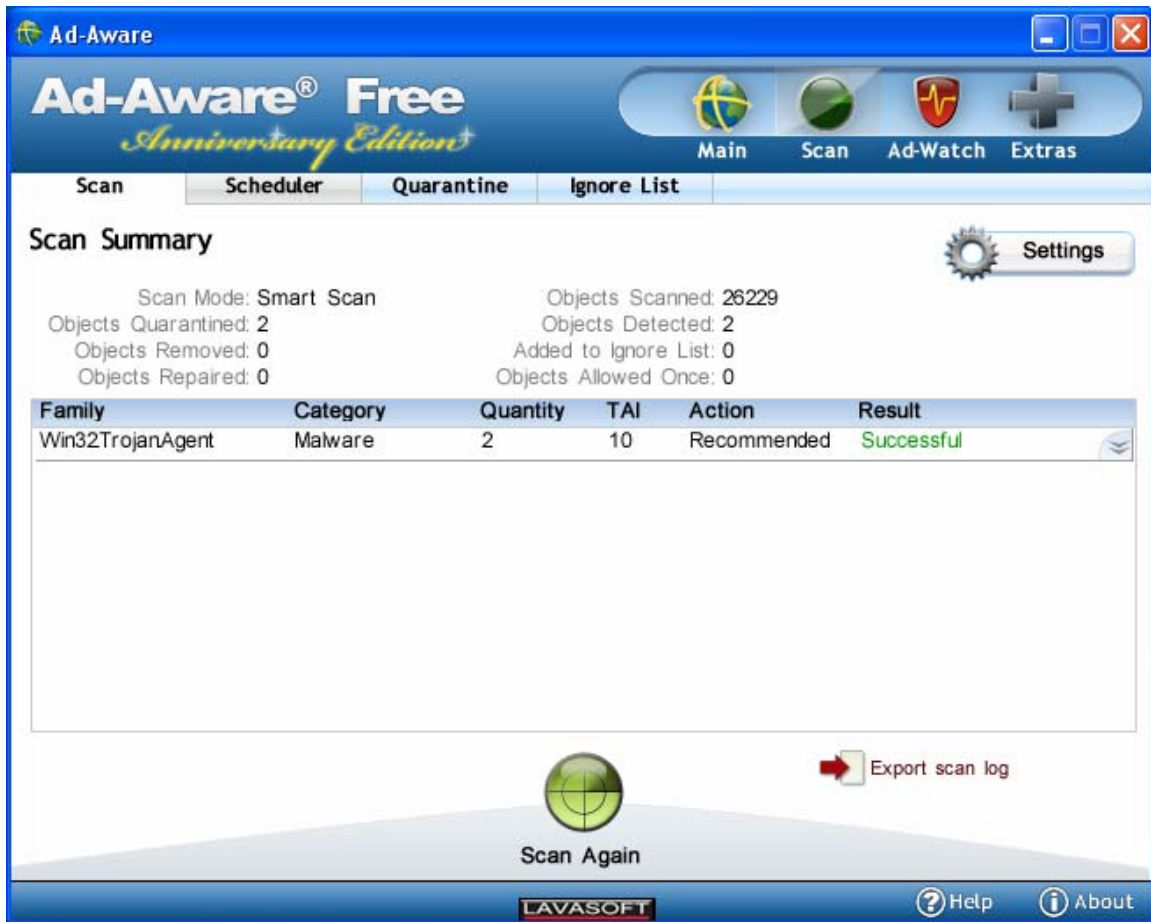 Ad-Aware
Ad-Aware® Free
Anniversary Edition
Main Scan Ad-Watch Extras
Scan Scheduler Quarantine Ignore List
Scan Summary
Settings
Scan Mode: Smart Scan Objects Scanned: 26229
Objects Quarantined: 2 Objects Detected: 2
Objects Removed: 0 Added to Ignore List: 0
Objects Repaired: 0 Objects Allowed Once: 0
Family Category Quantity TAI Action Result
Win32TrojanAgent Malware 2 10 Recommended Successful
Export scan log
Scan Again
LAVASOFT
Help About